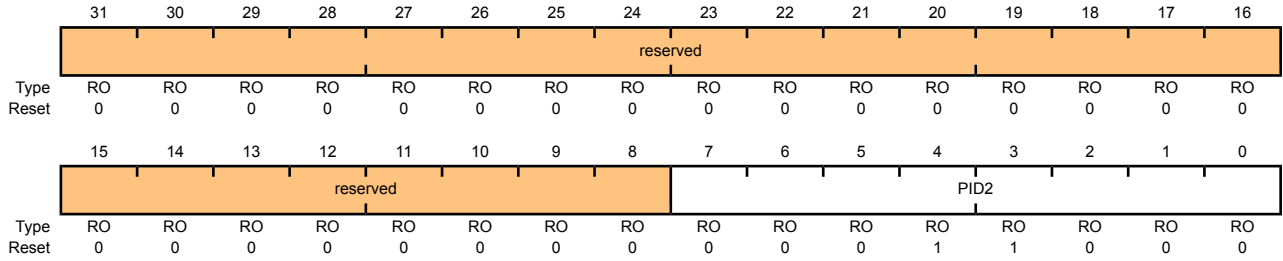 31 30 29 28 27 26 25 24 23 22 21 20 19 18 17 16
reserved
Type RO RO RO RO RO RO RO RO RO RO RO RO RO RO RO RO
Reset 0 0 0 0 0 0 0 0 0 0 0 0 0 0 0 0
15 14 13 12 11 10 9 8 7 6 5 4 3 2 1 0
reserved PID2
Type RO RO RO RO RO RO RO RO RO RO RO RO RO RO RO RO
Reset 0 0 0 0 0 0 0 0 0 0 0 1 1 0 0 0